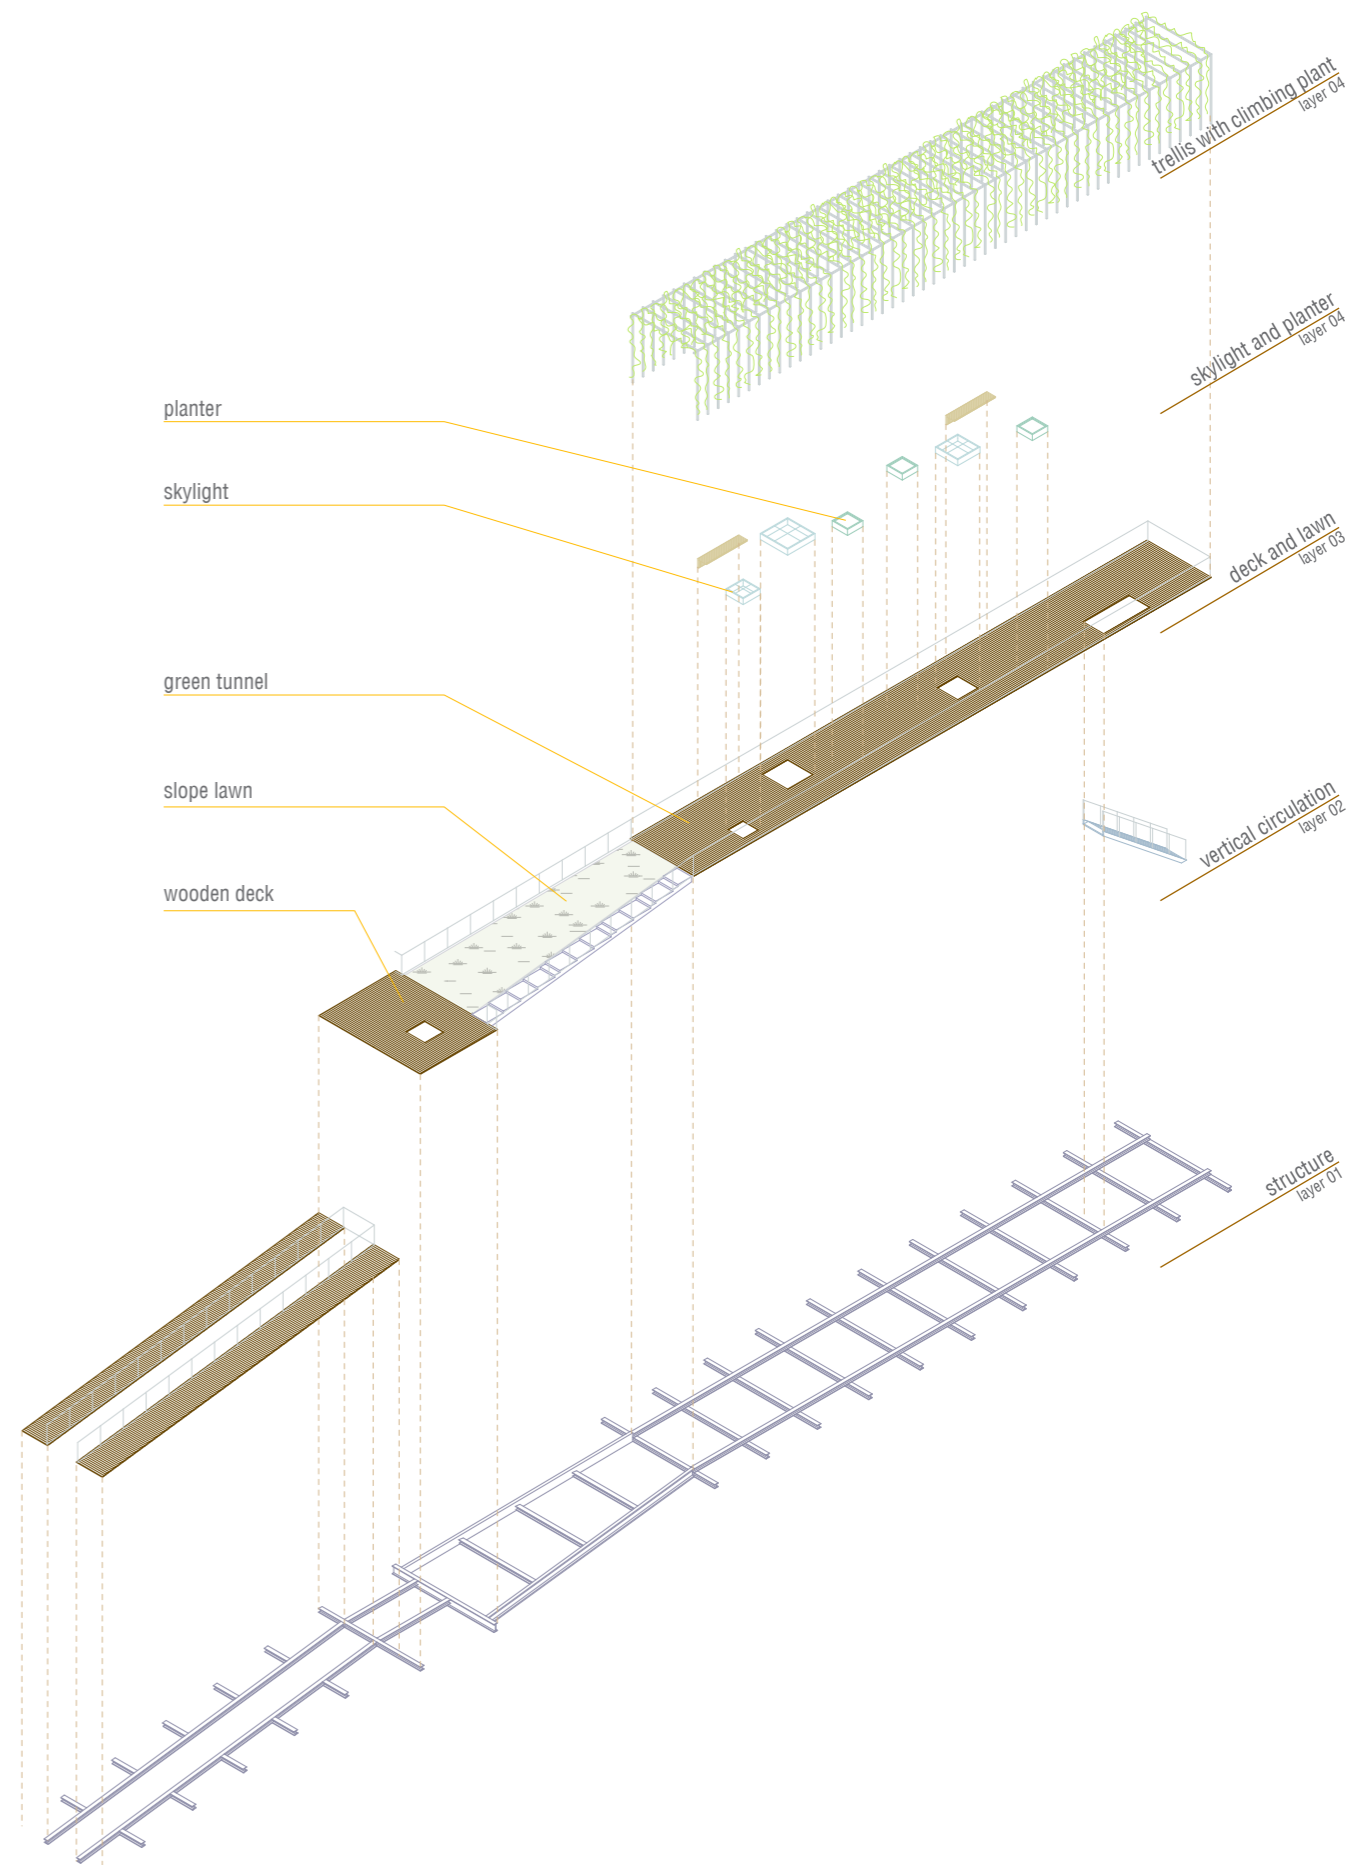 trellis with climbing plant
layer 04
skylight and planter
layer 04
planter
skylight
deck and lawn
layer 03
green tunnel
slope lawn
vertical circulation
layer 02
wooden deck
structure
layer 01